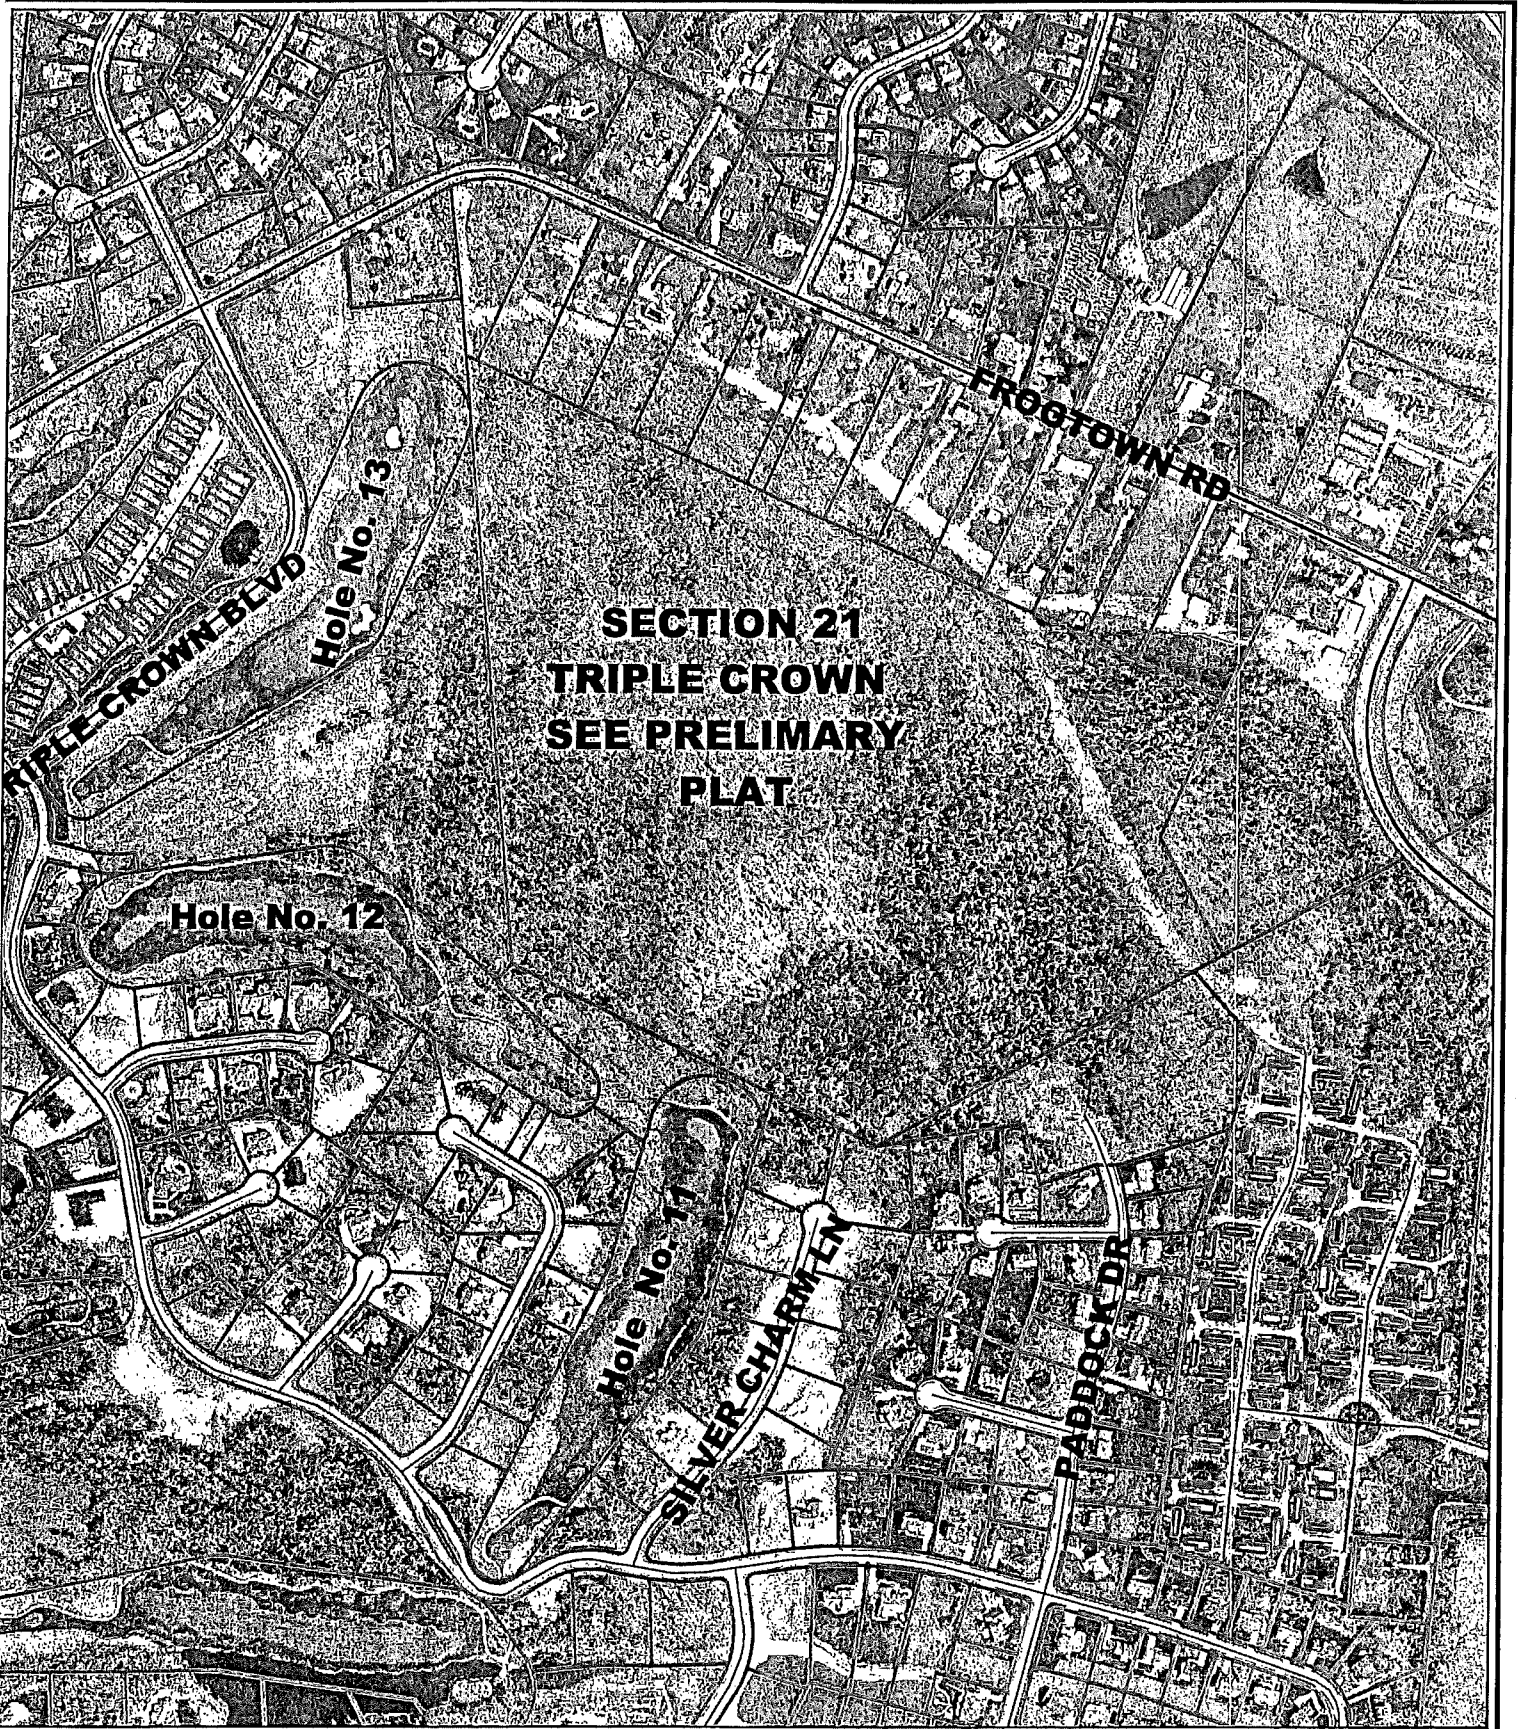 FROGTOWN RD
Hole No. 13
TRIPLE CROWN BLVD
SECTION 21
TRIPLE CROWN
SEE PRELIMARY
PLAT
Hole No. 12
Hole No. 11
SILVER CHARM LN
PADDOCK DR